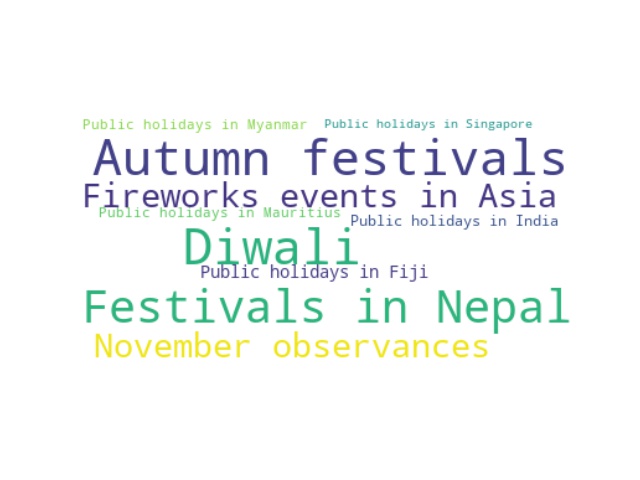 Public holidays in Myanmar
Public holidays in Singapore
Autumn festivals
Fireworks events in Asia
Public holidays in Mauritius
Public holidays in India
Diwali
Public holidays in Fiji
Festivals in Nepal
November observances